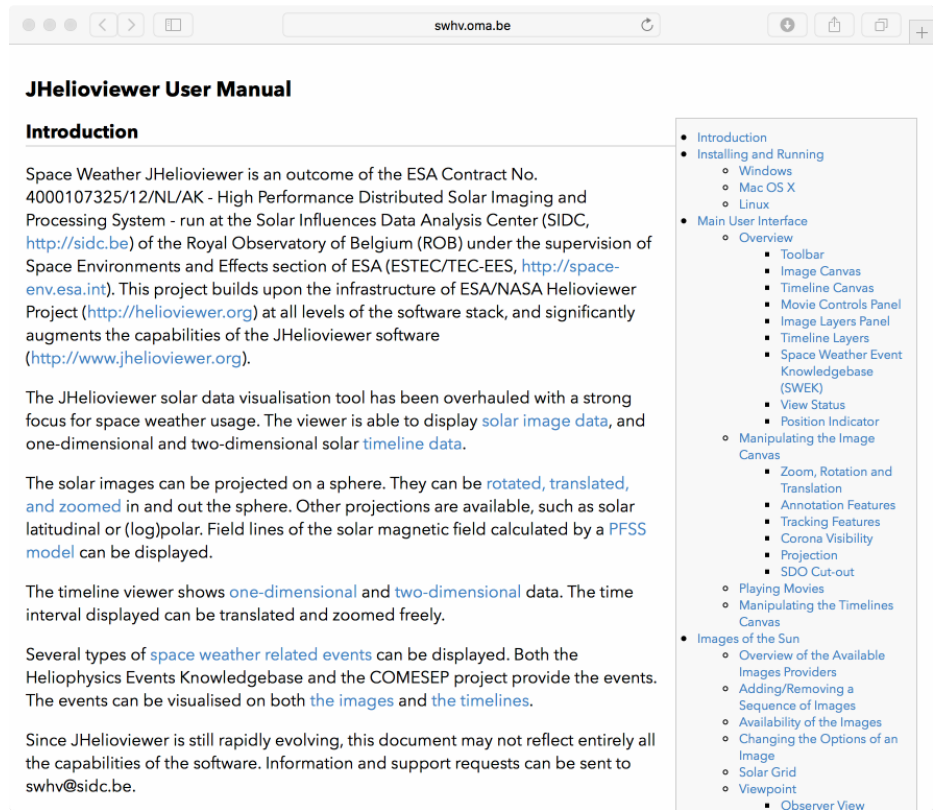 swhv.oma.be
JHelioviewer User Manual
Introduction
Space Weather JHelioviewer is an outcome of the ESA Contract No.
4000107325/12/NL/AK - High Performance Distributed Solar Imaging and
Processing System - run at the Solar Influences Data Analysis Center (SIDC,
http://sidc.be) of the Royal Observatory of Belgium (ROB) under the supervision of
Space Environments and Effects section of ESA (ESTEC/TEC-EES, http://space-
env.esa.int). This project builds upon the infrastructure of ESA/NASA Helioviewer
Project (http://helioviewer.org) at all levels of the software stack, and significantly
augments the capabilities of the JHelioviewer software
(http://www.jhelioviewer.org).
The JHelioviewer solar data visualisation tool has been overhauled with a strong
focus for space weather usage. The viewer is able to display solar image data, and
one-dimensional and two-dimensional solar timeline data.
The solar images can be projected on a sphere. They can be rotated, translated,
and zoomed in and out the sphere. Other projections are available, such as solar
latitudinal or (log)polar. Field lines of the solar magnetic field calculated by a PFSS
model can be displayed.
The timeline viewer shows one-dimensional and two-dimensional data. The time
interval displayed can be translated and zoomed freely.
Several types of space weather related events can be displayed. Both the
Heliophysics Events Knowledgebase and the COMESEP project provide the events.
The events can be visualised on both the images and the timelines.
Since JHelioviewer is still rapidly evolving, this document may not reflect entirely all
the capabilities of the software. Information and support requests can be sent to
swhv@sidc.be.
Introduction
Installing and Running
Windows
Mac OS X
Linux
Main User Interface
Overview
Toolbar
Image Canvas
Timeline Canvas
Movie Controls Panel
Image Layers Panel
Timeline Layers
Space Weather Event
Knowledgebase
(SWEK)
View Status
Position Indicator
Manipulating the Image
Canvas
Zoom, Rotation and
Translation
Annotation Features
Tracking Features
Corona Visibility
Projection
SDO Cut-out
Playing Movies
Manipulating the Timelines
Canvas
Images of the Sun
Overview of the Available
Images Providers
Adding/Removing a
Sequence of Images
Availability of the Images
Changing the Options of an
Image
Solar Grid
Viewpoint
Observer View